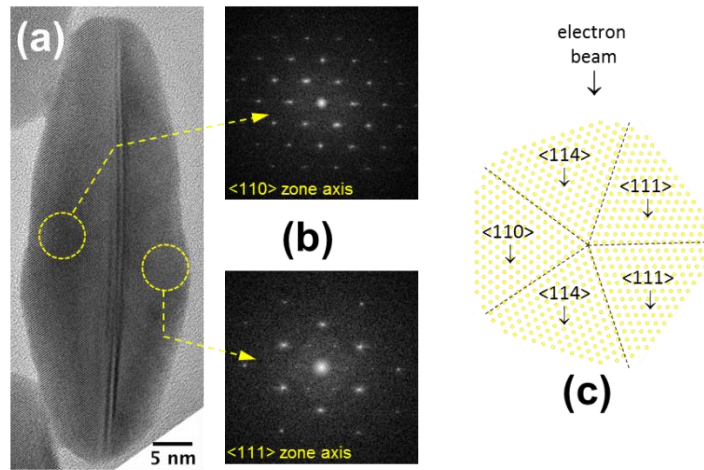 (a)
5 nm
<110> zone axis
(b)
<111> zone axis
electron
beam
<114>
<111>
<110>
<114>
<111>
(c)